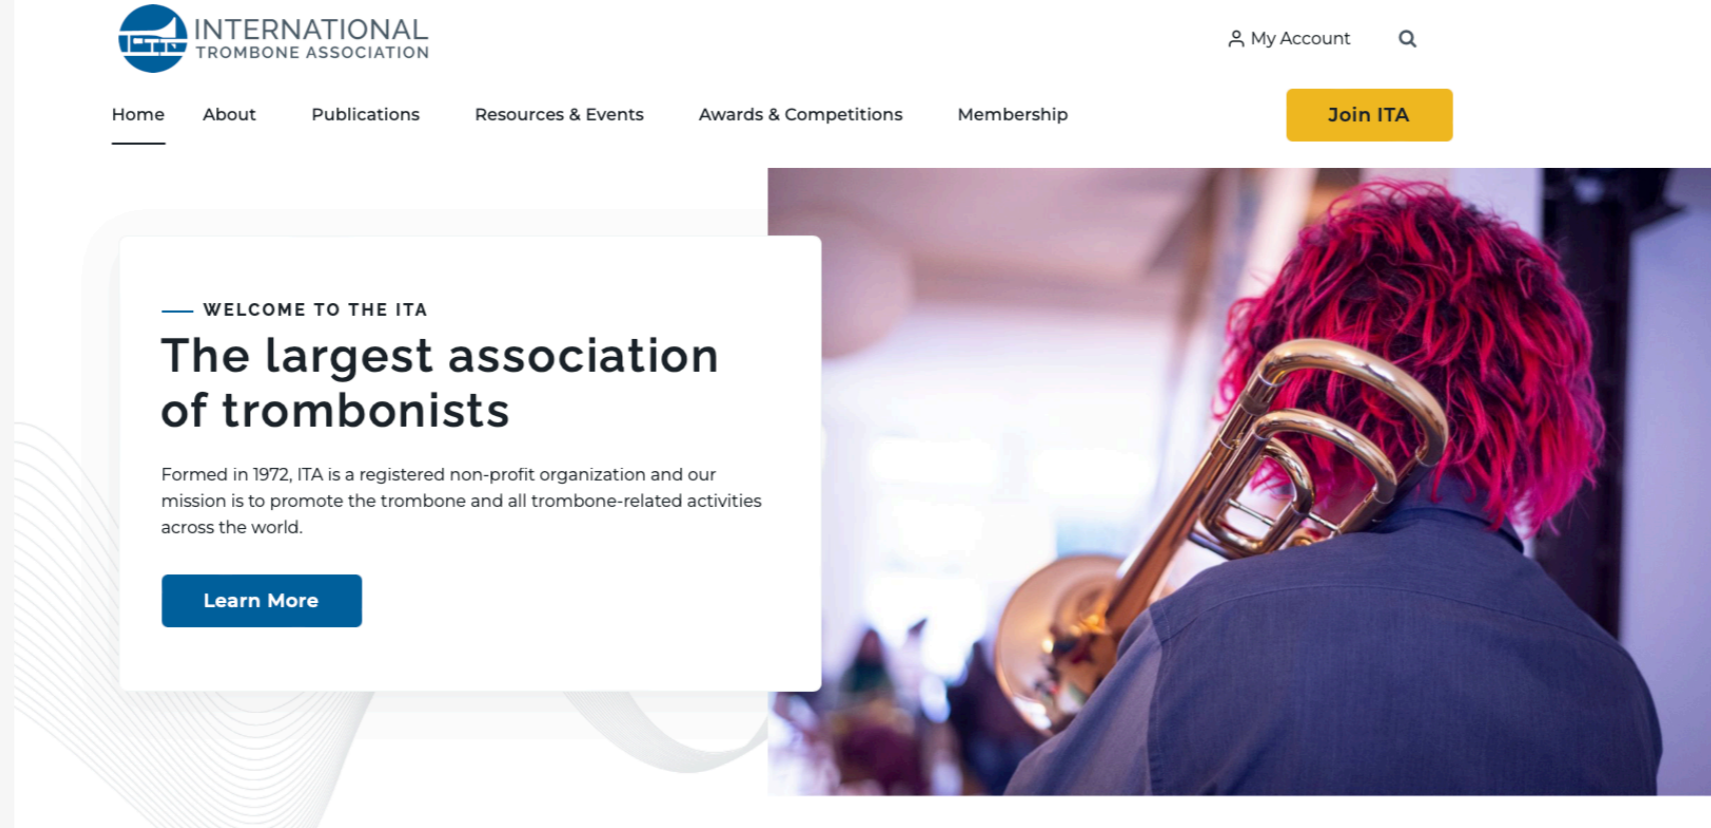 INTERNATIONAL
TROMBONE ASSOCIATION
My Account
Home About Publications Resources & Events Awards & Competitions Membership Join ITA
WELCOME TO THE ITA
The largest association
of trombonists
Formed in 1972, ITA is a registered non-profit organization and our
mission is to promote the trombone and all trombone-related activities
across the world.
Learn More